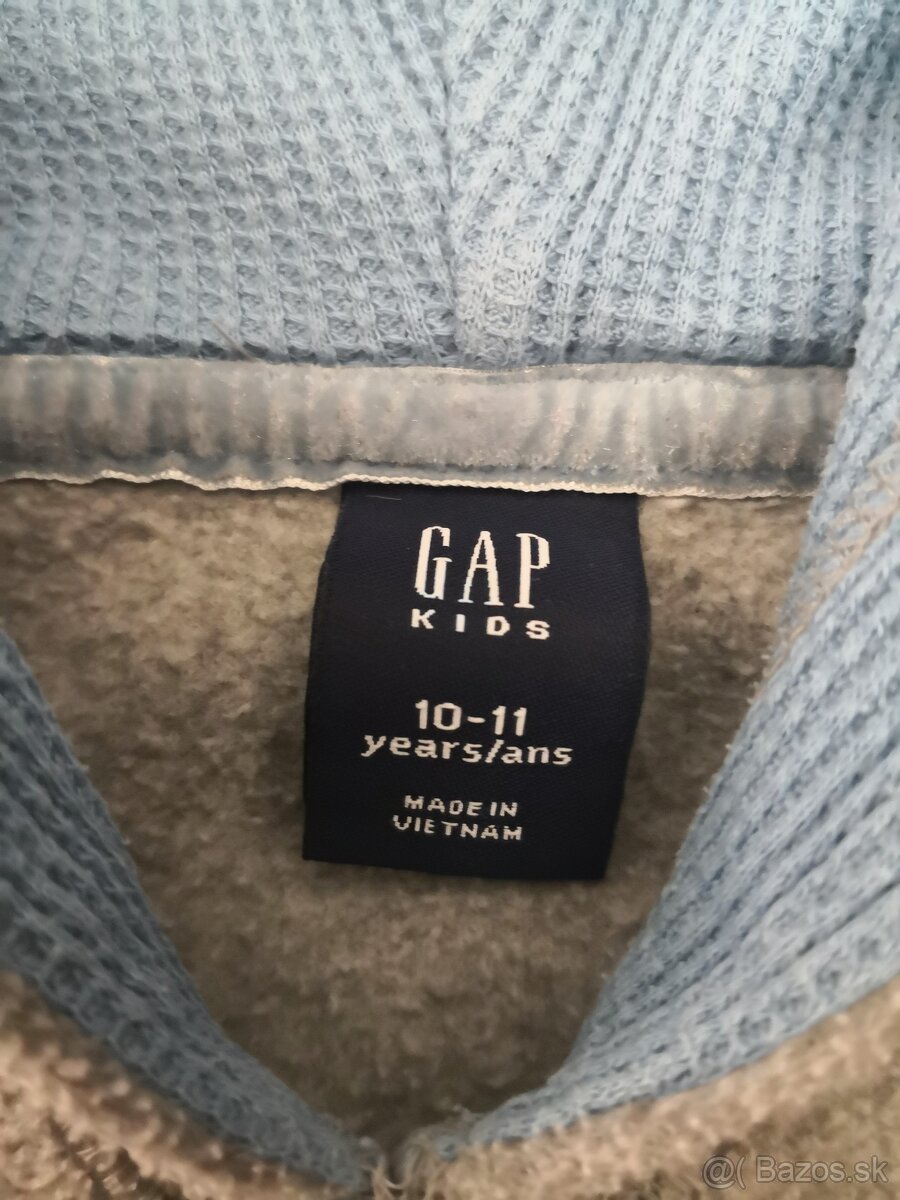 GAP
KIDS
10-11
years/ans
MADE IN
VIETNAM
@( Bazos.sk